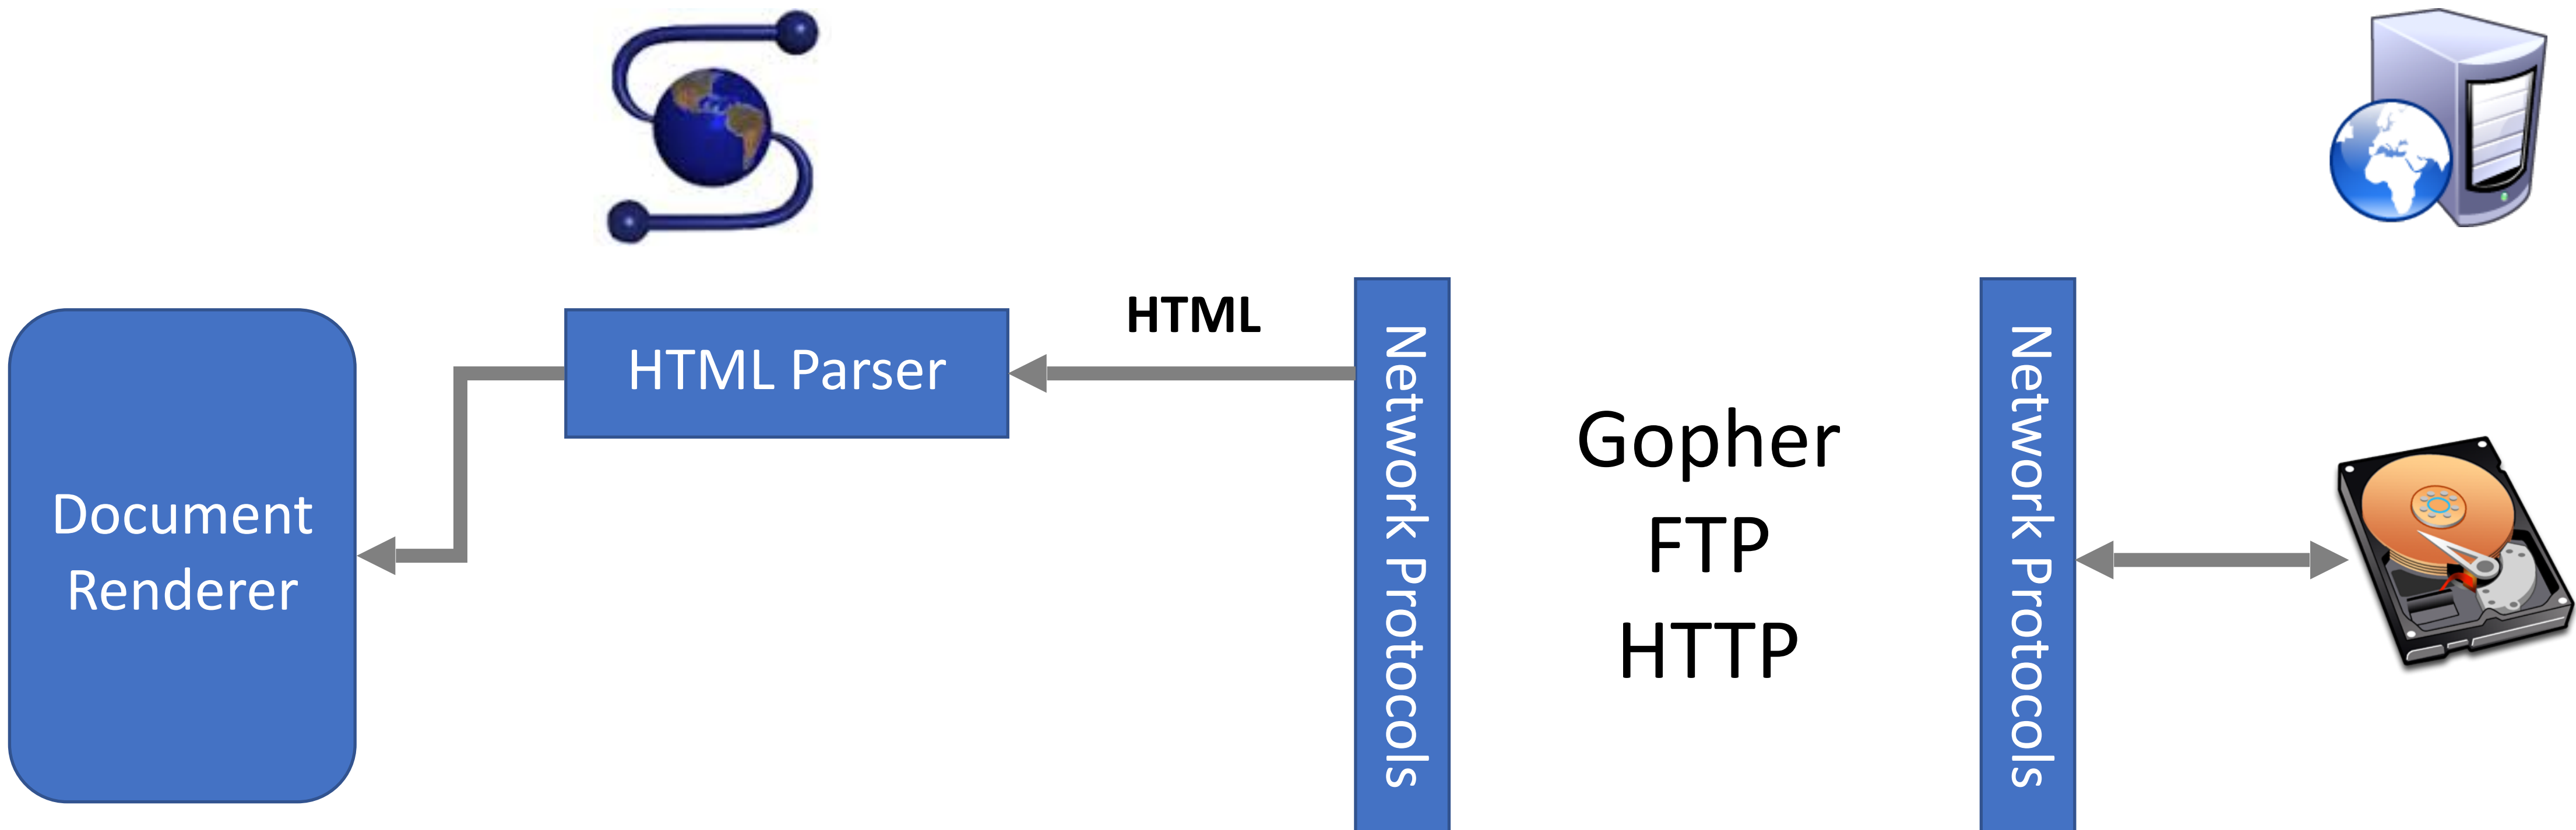 HTML
HTML Parser
Document
Renderer
Network Protocols
Gopher
FTP
HTTP
Network Protocols